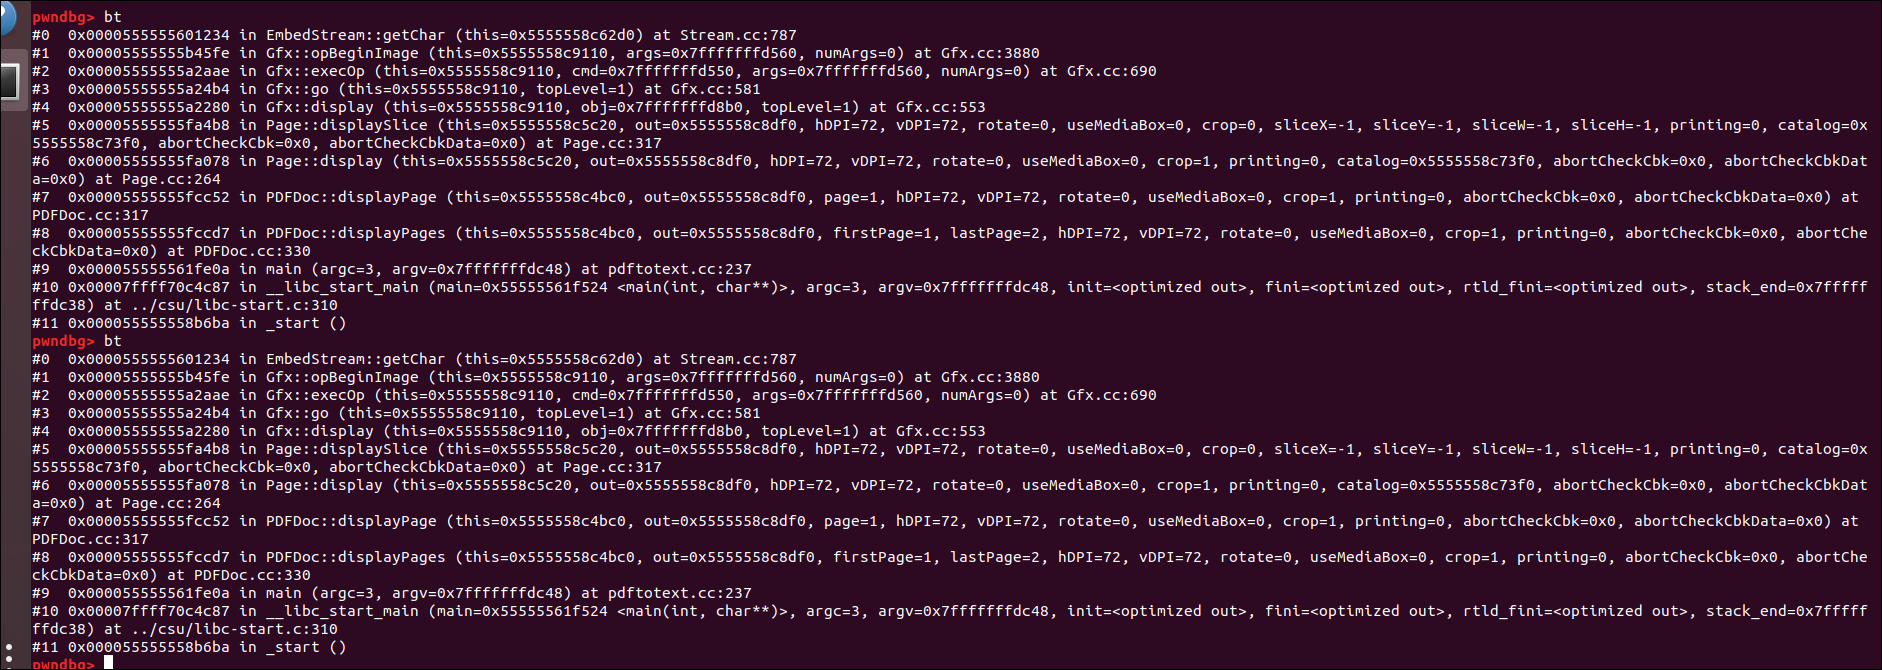 pwndbg> bt
#0  0x0000555555601234 in EmbedStream::getChar (this=0x5555558c62d0) at Stream.cc:787
#1  0x00005555555b45fe in Gfx::opBeginImage (this=0x5555558c9110, args=0x7fffffffd560, numArgs=0) at Gfx.cc:3880
#2  0x00005555555a2aae in Gfx::execOp (this=0x5555558c9110, cmd=0x7fffffffd550, args=0x7fffffffd560, numArgs=0) at Gfx.cc:690
#3  0x00005555555a24b4 in Gfx::go (this=0x5555558c9110, topLevel=1) at Gfx.cc:581
#4  0x00005555555a2280 in Gfx::display (this=0x5555558c9110, obj=0x7fffffffd8b0, topLevel=1) at Gfx.cc:553
#5  0x00005555555fa4b8 in Page::displaySlice (this=0x5555558c5c20, out=0x5555558c8df0, hDPI=72, vDPI=72, rotate=0, useMediaBox=0, crop=0, sliceX=-1, sliceY=-1, sliceW=-1, sliceH=-1, printing=0, catalog=0x
5555558c73f0, abortCheckCbk=0x0, abortCheckCbkData=0x0) at Page.cc:317
#6  0x00005555555fa078 in Page::display (this=0x5555558c5c20, out=0x5555558c8df0, hDPI=72, vDPI=72, rotate=0, useMediaBox=0, crop=1, printing=0, catalog=0x5555558c73f0, abortCheckCbk=0x0, abortCheckCbkDat
a=0x0) at Page.cc:264
#7  0x00005555555fcc52 in PDFDoc::displayPage (this=0x5555558c4bc0, out=0x5555558c8df0, page=1, hDPI=72, vDPI=72, rotate=0, useMediaBox=0, crop=1, printing=0, abortCheckCbk=0x0, abortCheckCbkData=0x0) at
PDFDoc.cc:317
#8  0x00005555555fccd7 in PDFDoc::displayPages (this=0x5555558c4bc0, out=0x5555558c8df0, firstPage=1, lastPage=2, hDPI=72, vDPI=72, rotate=0, useMediaBox=0, crop=1, printing=0, abortCheckCbk=0x0, abortChe
ckCbkData=0x0) at PDFDoc.cc:330
#9  0x000055555561fe0a in main (argc=3, argv=0x7fffffffdc48) at pdftotext.cc:237
#10 0x00007ffff70c4c87 in __libc_start_main (main=0x55555561f524 <main(int, char**)>, argc=3, argv=0x7fffffffdc48, init=<optimized out>, fini=<optimized out>, rtld_fini=<optimized out>, stack_end=0x7fffff
ffdc38) at ../csu/libc-start.c:310
#11 0x000055555558b6ba in _start ()
pwndbg> bt
#0  0x0000555555601234 in EmbedStream::getChar (this=0x5555558c62d0) at Stream.cc:787
#1  0x00005555555b45fe in Gfx::opBeginImage (this=0x5555558c9110, args=0x7fffffffd560, numArgs=0) at Gfx.cc:3880
#2  0x00005555555a2aae in Gfx::execOp (this=0x5555558c9110, cmd=0x7fffffffd550, args=0x7fffffffd560, numArgs=0) at Gfx.cc:690
#3  0x00005555555a24b4 in Gfx::go (this=0x5555558c9110, topLevel=1) at Gfx.cc:581
#4  0x00005555555a2280 in Gfx::display (this=0x5555558c9110, obj=0x7fffffffd8b0, topLevel=1) at Gfx.cc:553
#5  0x00005555555fa4b8 in Page::displaySlice (this=0x5555558c5c20, out=0x5555558c8df0, hDPI=72, vDPI=72, rotate=0, useMediaBox=0, crop=0, sliceX=-1, sliceY=-1, sliceW=-1, sliceH=-1, printing=0, catalog=0x
5555558c73f0, abortCheckCbk=0x0, abortCheckCbkData=0x0) at Page.cc:317
#6  0x00005555555fa078 in Page::display (this=0x5555558c5c20, out=0x5555558c8df0, hDPI=72, vDPI=72, rotate=0, useMediaBox=0, crop=1, printing=0, catalog=0x5555558c73f0, abortCheckCbk=0x0, abortCheckCbkDat
a=0x0) at Page.cc:264
#7  0x00005555555fcc52 in PDFDoc::displayPage (this=0x5555558c4bc0, out=0x5555558c8df0, page=1, hDPI=72, vDPI=72, rotate=0, useMediaBox=0, crop=1, printing=0, abortCheckCbk=0x0, abortCheckCbkData=0x0) at
PDFDoc.cc:317
#8  0x00005555555fccd7 in PDFDoc::displayPages (this=0x5555558c4bc0, out=0x5555558c8df0, firstPage=1, lastPage=2, hDPI=72, vDPI=72, rotate=0, useMediaBox=0, crop=1, printing=0, abortCheckCbk=0x0, abortChe
ckCbkData=0x0) at PDFDoc.cc:330
#9  0x000055555561fe0a in main (argc=3, argv=0x7fffffffdc48) at pdftotext.cc:237
#10 0x00007ffff70c4c87 in __libc_start_main (main=0x55555561f524 <main(int, char**)>, argc=3, argv=0x7fffffffdc48, init=<optimized out>, fini=<optimized out>, rtld_fini=<optimized out>, stack_end=0x7fffff
ffdc38) at ../csu/libc-start.c:310
#11 0x000055555558b6ba in _start ()
pwndbg>